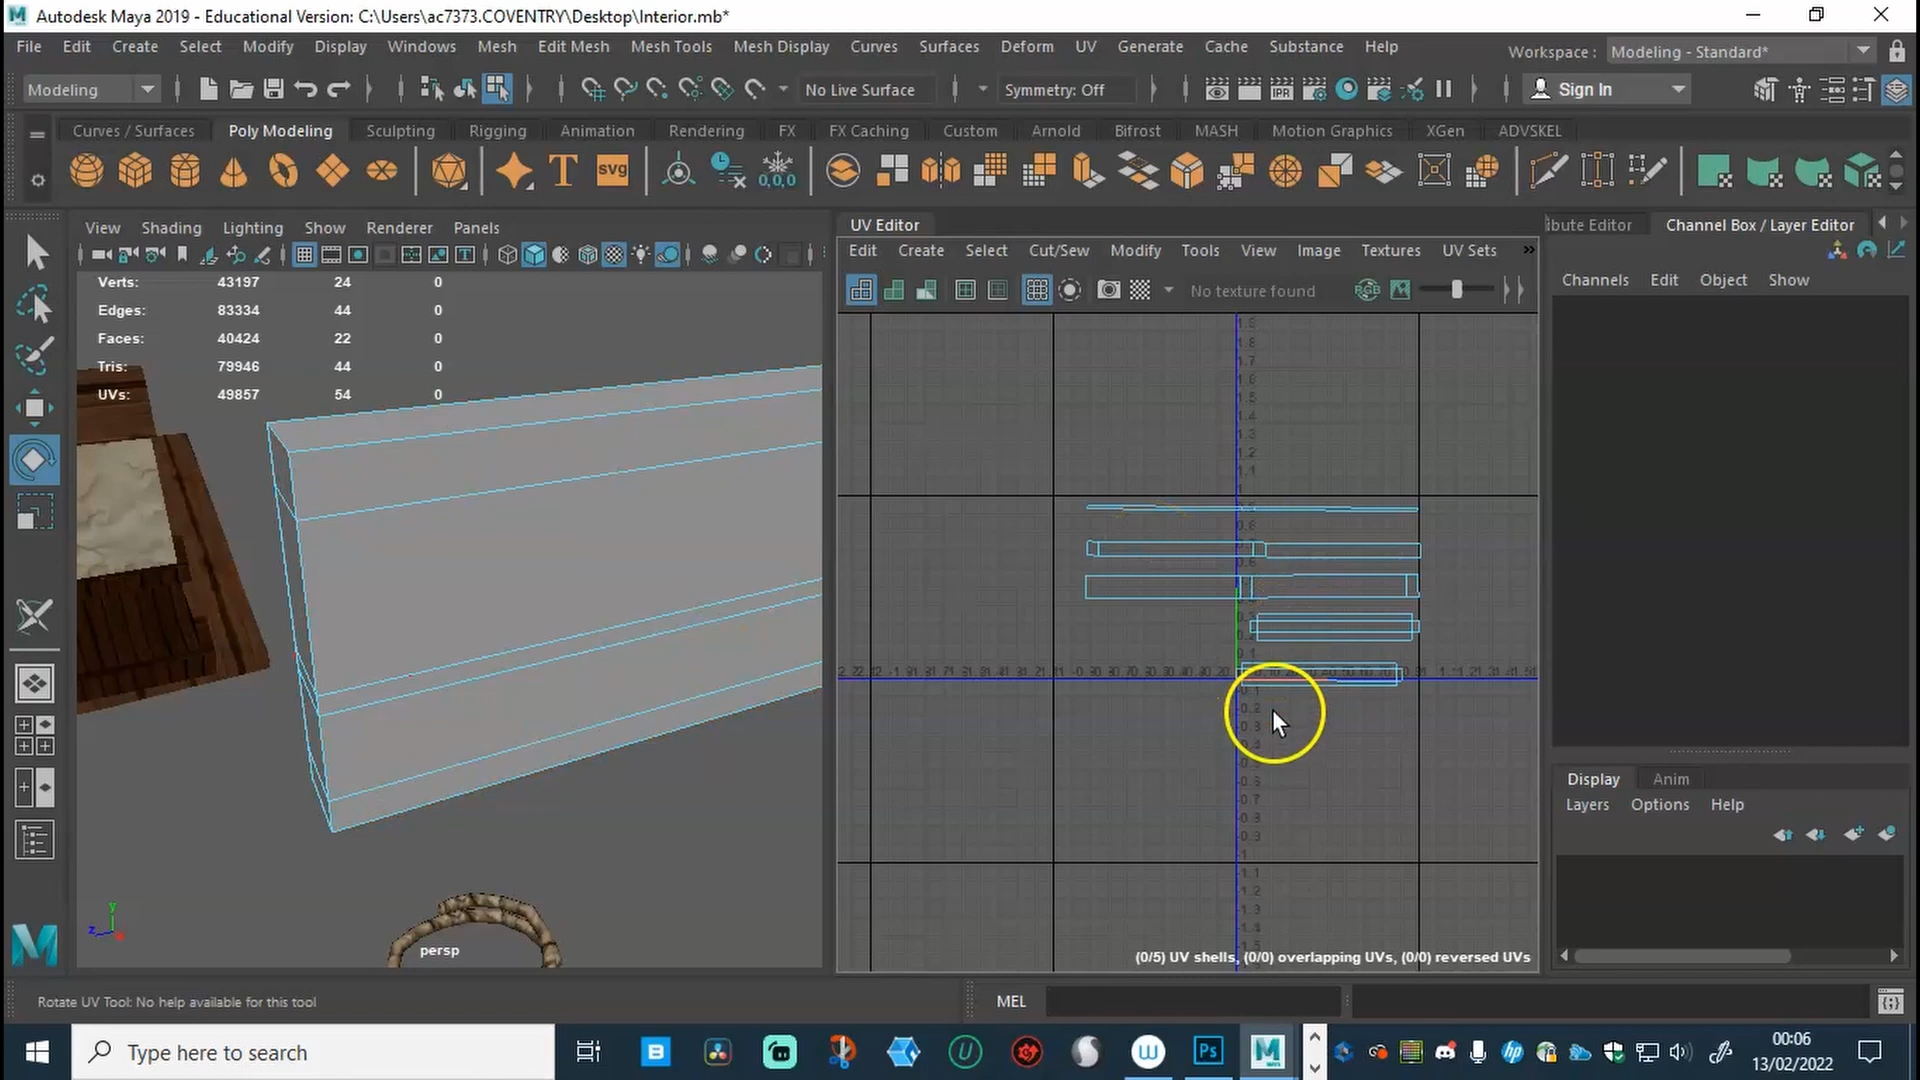 Autodesk Maya 2019 - Educational Version: C:\Users\ac7373.COVENTRY\Desktop\Interior.mb*
File Edit Create Select Modify Display Windows Mesh Edit Mesh Mesh Tools Mesh Display Curves Surfaces Deform UV Generate Cache Substance Help
Workspace : Modeling - Standard*
Modeling
No Live Surface
Symmetry: Off
IPR
Sign In
Curves / Surfaces Poly Modeling Sculpting Rigging Animation Rendering FX FX Caching Custom Arnold Bifrost MASH Motion Graphics XGen ADVSKEL
T
SVG
0,0,0
View Shading Lighting Show Renderer Panels
Verts: 43197 24 0
Edges: 83334 44 0
Faces: 40424 22 0
Tris: 79946 44 0
UVs: 49857 54 0
persp
y
z
UV Editor
Edit Create Select Cut/Sew Modify Tools View Image Textures UV Sets »
No texture found
RGB
(0/5) UV shells, (0/0) overlapping UVs, (0/0) reversed UVs
bute Editor
Channel Box / Layer Editor
Channels Edit Object Show
Display Anim
Layers Options Help
Rotate UV Tool: No help available for this tool
MEL
Type here to search
Ps
00:06
13/02/2022